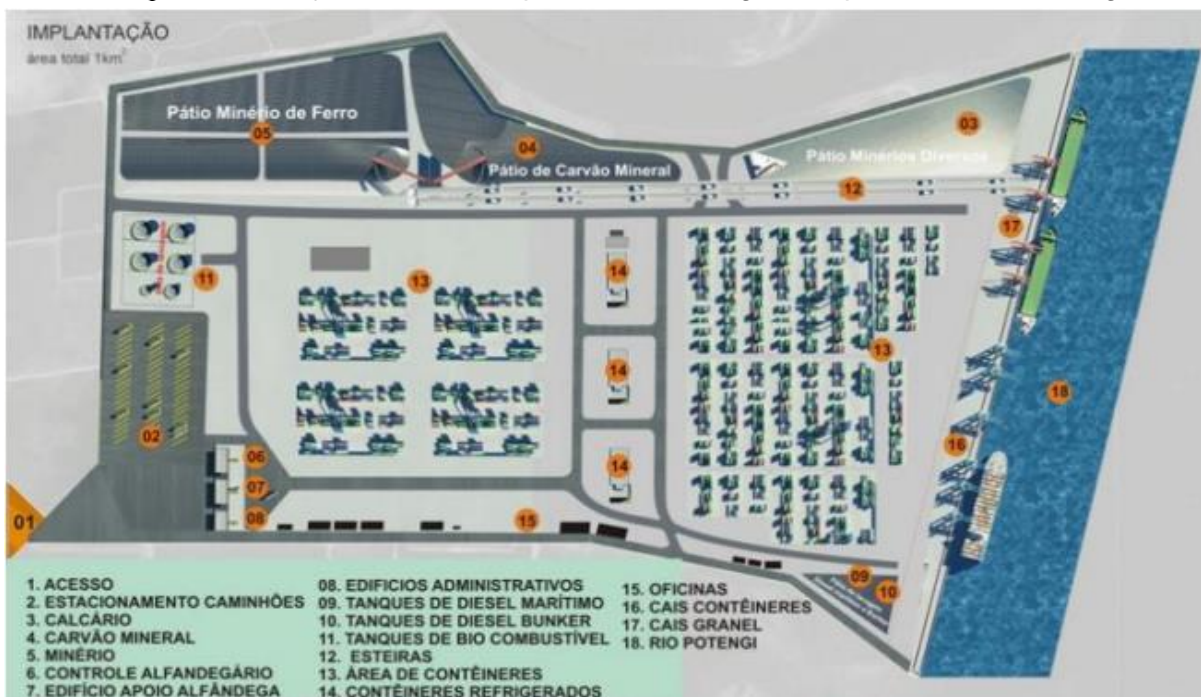 IMPLANTAÇÃO
área total 1km²
Pátio Minério de Ferro
05
04
Pátio de Carvão Mineral
03
Pátio Minérios Diversos
12
17
11
13
14
14
14
13
18
16
02
06
07
08
15
01
09
10
1. ACESSO
2. ESTACIONAMENTO CAMINHÕES
3. CALCÁRIO
4. CARVÃO MINERAL
5. MINÉRIO
6. CONTROLE ALFANDEGÁRIO
7. EDIFÍCIO APOIO ALFÂNDEGA
08. EDIFICIOS ADMINISTRATIVOS
09. TANQUES DE DIESEL MARÍTIMO
10. TANQUES DE DIESEL BUNKER
11. TANQUES DE BIO COMBUSTÍVEL
12. ESTEIRAS
13. ÁREA DE CONTÊINERES
14. CONTÊINERES REFRIGERADOS
15. OFICINAS
16. CAIS CONTÊINERES
17. CAIS GRANEL
18. RIO POTENGI